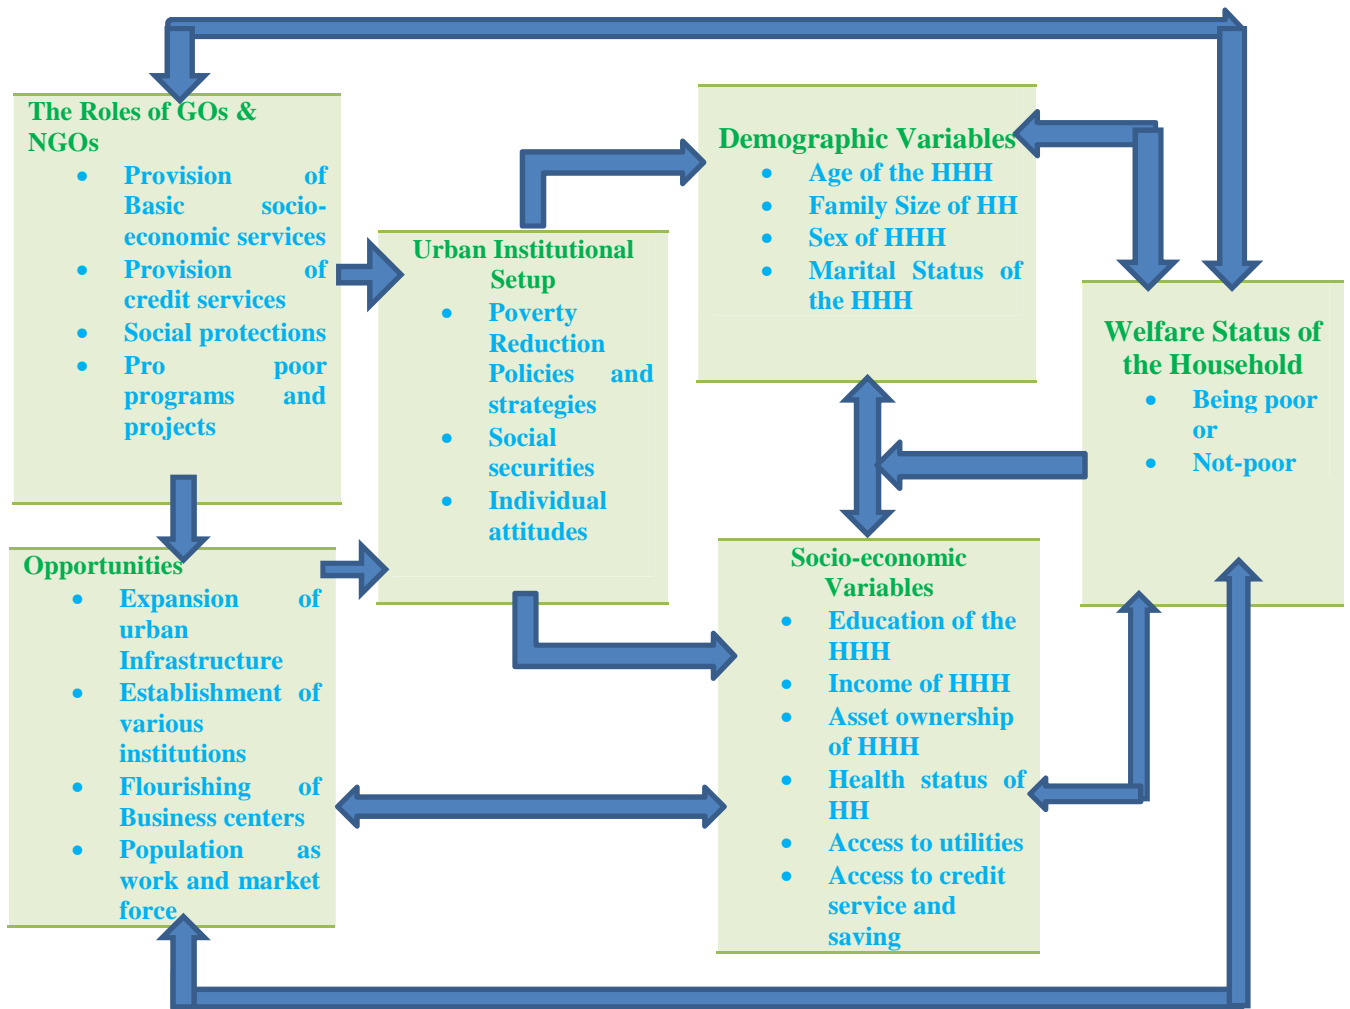 The Roles of GOs &
NGOs
• Provision of
Basic socio-
economic services
• Provision of
credit services
• Social protections
• Pro poor
programs and
projects
Opportunities
• Expansion of
urban
Infrastructure
• Establishment of
various
institutions
• Flourishing of
Business centers
• Population as
work and market
force
Urban Institutional
Setup
• Poverty
Reduction
Policies and
strategies
• Social
securities
• Individual
attitudes
Demographic Variables
• Age of the HHH
• Family Size of HH
• Sex of HHH
• Marital Status of
the HHH
Socio-economic
Variables
• Education of the
HHH
• Income of HHH
• Asset ownership
of HHH
• Health status of
HH
• Access to utilities
• Access to credit
service and
saving
Welfare Status of
the Household
• Being poor
or
• Not-poor